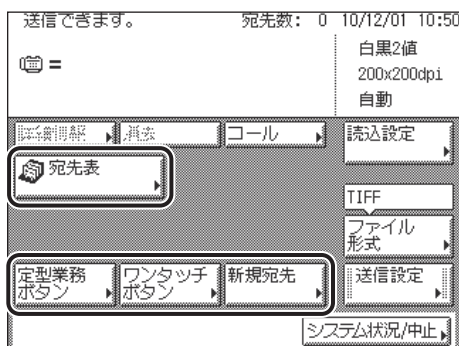 送信できます。 宛先数: 0 10/12/01 10:50
=
白黒2値
200x200dpi
自動
消去 コール 読込設定
宛先表
TIFF
ファイル
形式
定型業務
ボタン
ワンタッチ
ボタン
新規宛先
送信設定
システム状況/中止